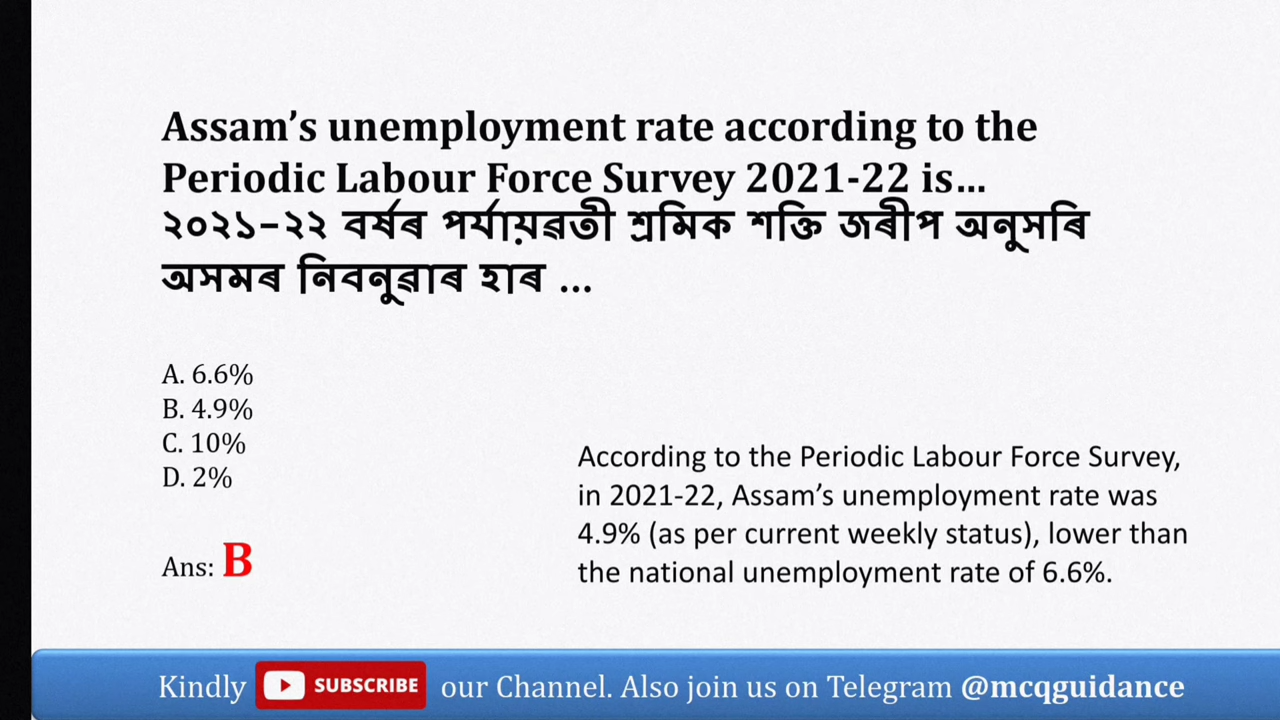 Assam’s unemployment rate according to the
Periodic Labour Force Survey 2021-22 is…
২০২১–২২ বৰ্ষৰ পৰ্যায়ৱতী শ্ৰমিক শক্তি জৰীপ অনুসৰি
অসমৰ নিবনুৱাৰ হাৰ …
A. 6.6%
B. 4.9%
C. 10%
D. 2%
Ans: B
According to the Periodic Labour Force Survey,
in 2021-22, Assam’s unemployment rate was
4.9% (as per current weekly status), lower than
the national unemployment rate of 6.6%.
Kindly SUBSCRIBE our Channel. Also join us on Telegram @mcqguidance